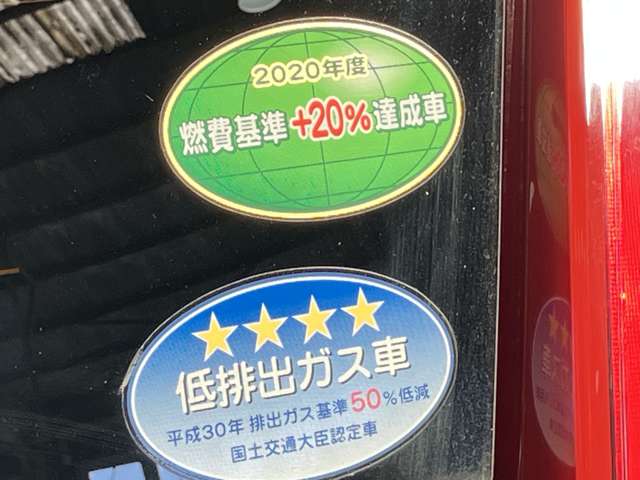 2020年度
燃費基準+20%達成車
低排出ガス車
平成30年 排出ガス基準50%低減
国土交通大臣認定車